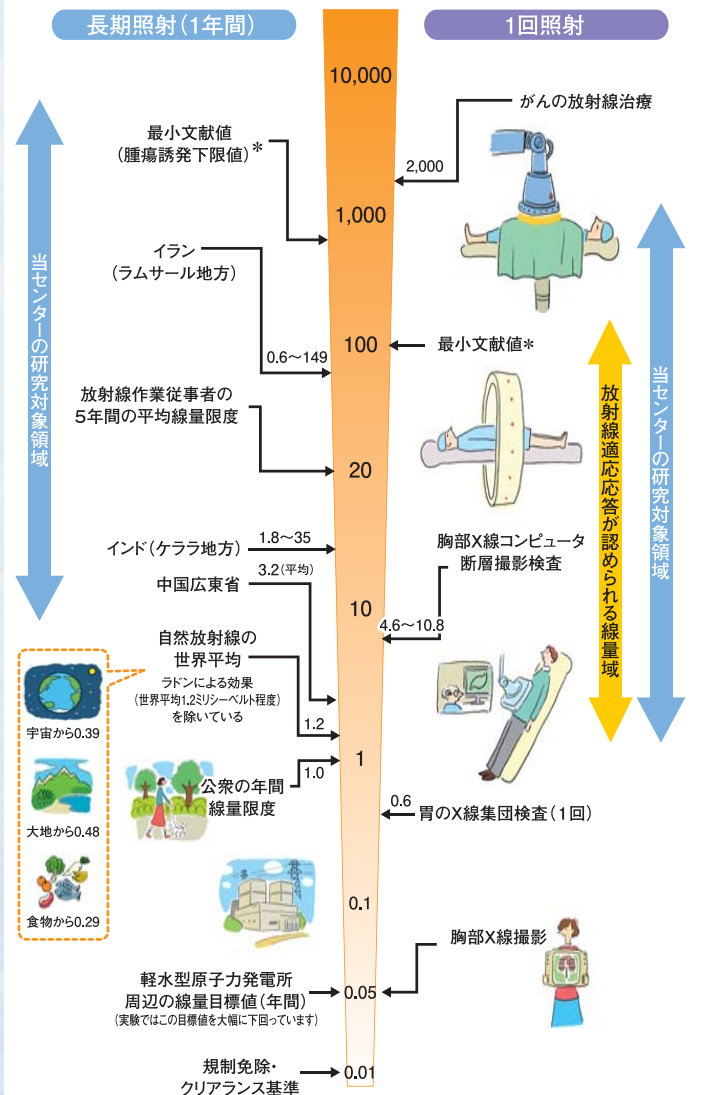 長期照射(1年間)
1回照射
10,000
がんの放射線治療
最小文献値
(腫瘍誘発下限値)*
2,000
1,000
イラン
(ラムサール地方)
0.6〜149
100
最小文献値*
放射線作業従事者の
5年間の平均線量限度
20
インド(ケララ地方)
1.8〜35
胸部X線コンピュータ
断層撮影検査
中国広東省
3.2(平均)
10
4.6〜10.8
自然放射線の
世界平均
ラドンによる効果
(世界平均1.2ミリシーベルト程度)
を除いている
1.2
宇宙から0.39
1
公衆の年間
線量限度
1.0
0.6
胃のX線集団検査(1回)
大地から0.48
食物から0.29
0.1
胸部X線撮影
軽水型原子力発電所
周辺の線量目標値(年間)
(実験ではこの目標値を大幅に下回っています)
0.05
規制免除・
クリアランス基準
0.01
当センターの研究対象領域
放射線適応応答が認められる線量域
当センターの研究対象領域